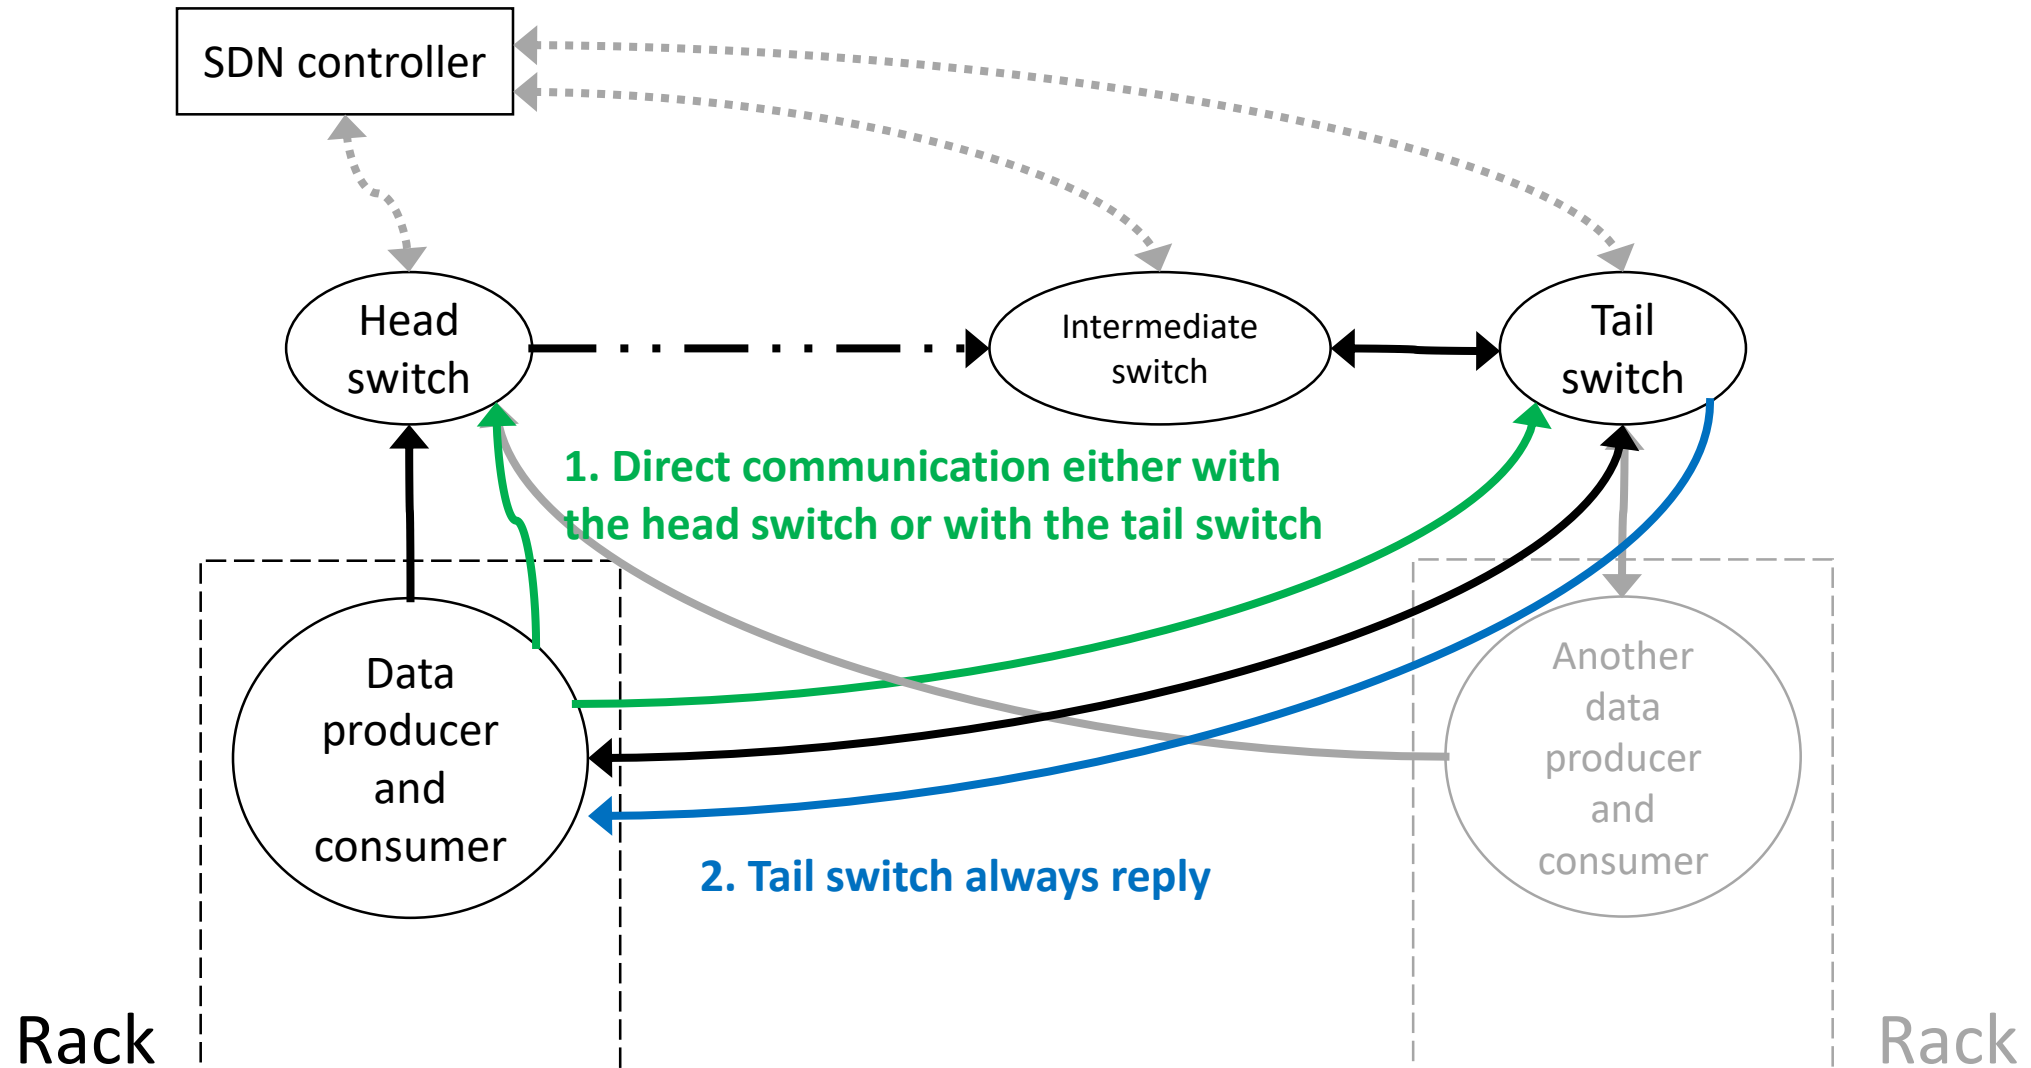 SDN controller
Head
switch
Intermediate
switch
Tail
switch
1. Direct communication either with
the head switch or with the tail switch
Data
producer
and
consumer
Another
data
producer
and
consumer
2. Tail switch always reply
Rack
Rack